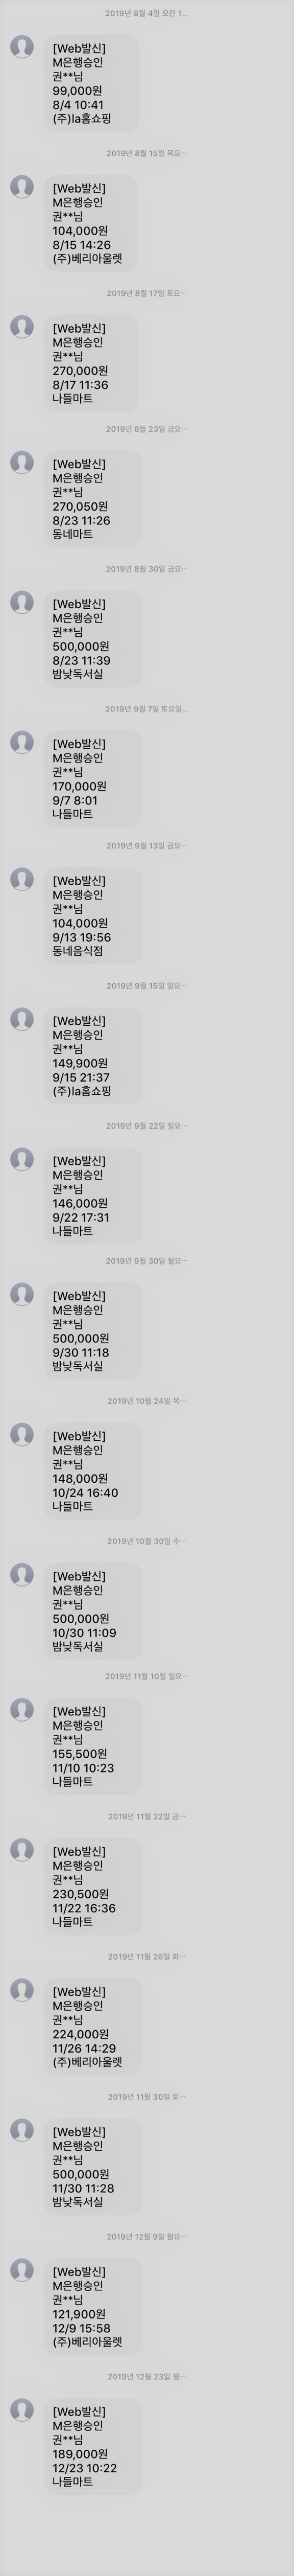 2019년 8월 4일 오전 1...
[Web발신]
M은행승인
권**님
99,000원
8/4 10:41
(주)la홈쇼핑
2019년 8월 15일 목요...
[Web발신]
M은행승인
권**님
104,000원
8/15 14:26
(주)베리아울렛
2019년 8월 17일 토요...
[Web발신]
M은행승인
권**님
270,000원
8/17 11:36
나들마트
2019년 8월 23일 금요...
[Web발신]
M은행승인
권**님
270,050원
8/23 11:26
동네마트
2019년 8월 30일 금요...
[Web발신]
M은행승인
권**님
500,000원
8/23 11:39
밤낮독서실
2019년 9월 7일 토요일...
[Web발신]
M은행승인
권**님
170,000원
9/7 8:01
나들마트
2019년 9월 13일 금요...
[Web발신]
M은행승인
권**님
104,000원
9/13 19:56
동네음식점
2019년 9월 15일 일요...
[Web발신]
M은행승인
권**님
149,900원
9/15 21:37
(주)la홈쇼핑
2019년 9월 22일 일요...
[Web발신]
M은행승인
권**님
146,000원
9/22 17:31
나들마트
2019년 9월 30일 월요...
[Web발신]
M은행승인
권**님
500,000원
9/30 11:18
밤낮독서실
2019년 10월 24일 목...
[Web발신]
M은행승인
권**님
148,000원
10/24 16:40
나들마트
2019년 10월 30일 수...
[Web발신]
M은행승인
권**님
500,000원
10/30 11:09
밤낮독서실
2019년 11월 10일 일요...
[Web발신]
M은행승인
권**님
155,500원
11/10 10:23
나들마트
2019년 11월 22일 금...
[Web발신]
M은행승인
권**님
230,500원
11/22 16:36
나들마트
2019년 11월 26일 화...
[Web발신]
M은행승인
권**님
224,000원
11/26 14:29
(주)베리아울렛
2019년 11월 30일 토...
[Web발신]
M은행승인
권**님
500,000원
11/30 11:28
밤낮독서실
2019년 12월 9일 월요...
[Web발신]
M은행승인
권**님
121,900원
12/9 15:58
(주)베리아울렛
2019년 12월 23일 월...
[Web발신]
M은행승인
권**님
189,000원
12/23 10:22
나들마트